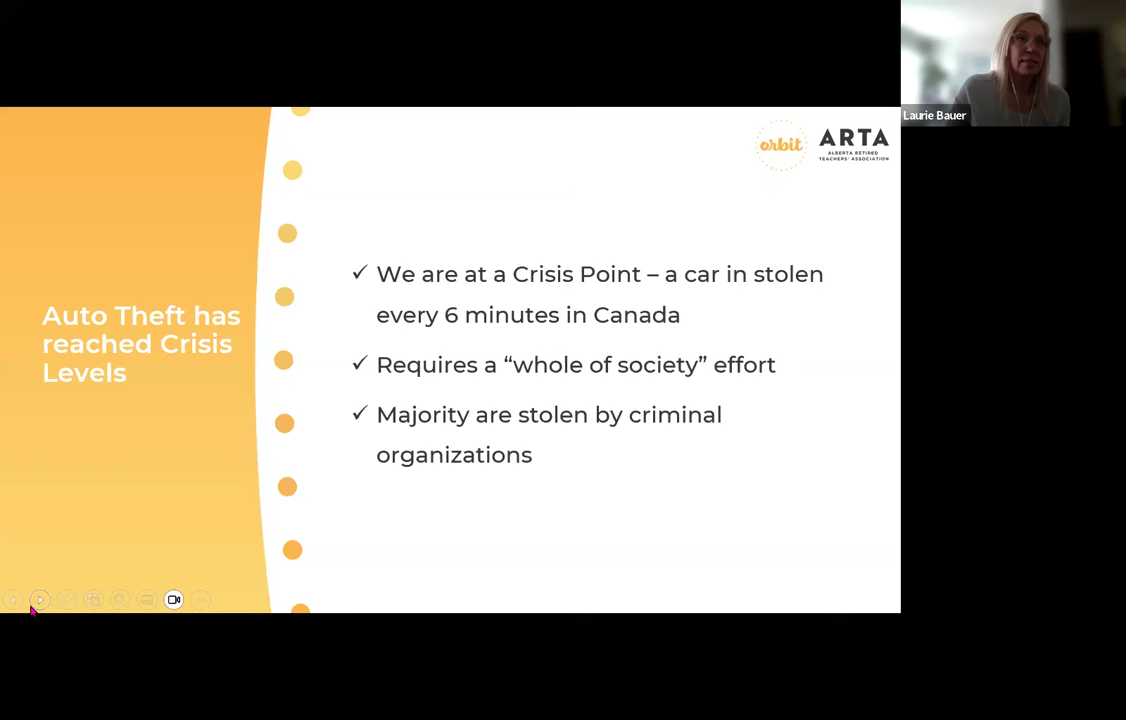 Laurie Bauer
orbit
ARTA
ALBERTA RETIRED
TEACHERS' ASSOCIATION
Auto Theft has
reached Crisis
Levels
✓ We are at a Crisis Point – a car in stolen
every 6 minutes in Canada
✓ Requires a “whole of society” effort
✓ Majority are stolen by criminal
organizations